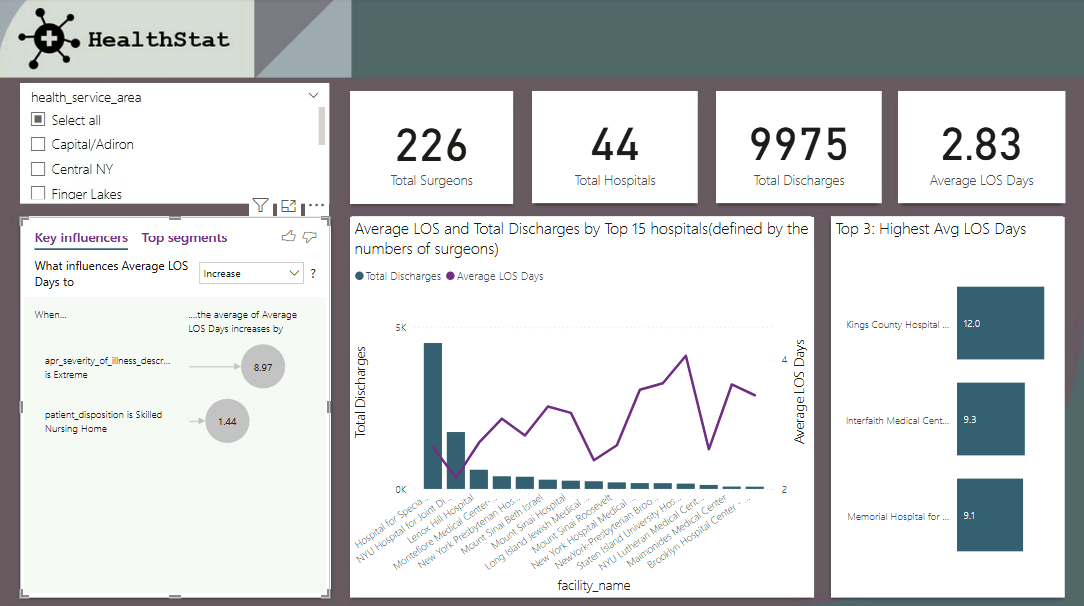 HealthStat
health_service_area
Select all
Capital/Adiron
Central NY
Finger Lakes
226
Total Surgeons
44
Total Hospitals
9975
Total Discharges
2.83
Average LOS Days
Key influencers Top segments
What influences Average LOS
Days to
Increase
?
When...
....the average of Average
LOS Days increases by
apr_severity_of_illness_descr...
is Extreme
8.97
patient_disposition is Skilled
Nursing Home
1.44
Average LOS and Total Discharges by Top 15 hospitals(defined by the
numbers of surgeons)
Total Discharges Average LOS Days
5K
0K
Total Discharges
4
2
Average LOS Days
Hospital for Specia...
NYU Hospital for Joint Di...
Lenox Hill Hospital
Montefiore Medical Center-...
New York Presbyterian Hos...
Mount Sinai Beth Israel
Mount Sinai Hospital
Long Island Jewish Medical ...
Mount Sinai Roosevelt
New York Hospital Medical ...
NewYork-Presbyterian Broo...
Staten Island University Hos...
NYU Lutheran Medical Cent...
Maimonides Medical Center
Brooklyn Hospital Center - ...
facility_name
Top 3: Highest Avg LOS Days
Kings County Hospital ...
12.0
Interfaith Medical Cent...
9.3
Memorial Hospital for ...
9.1